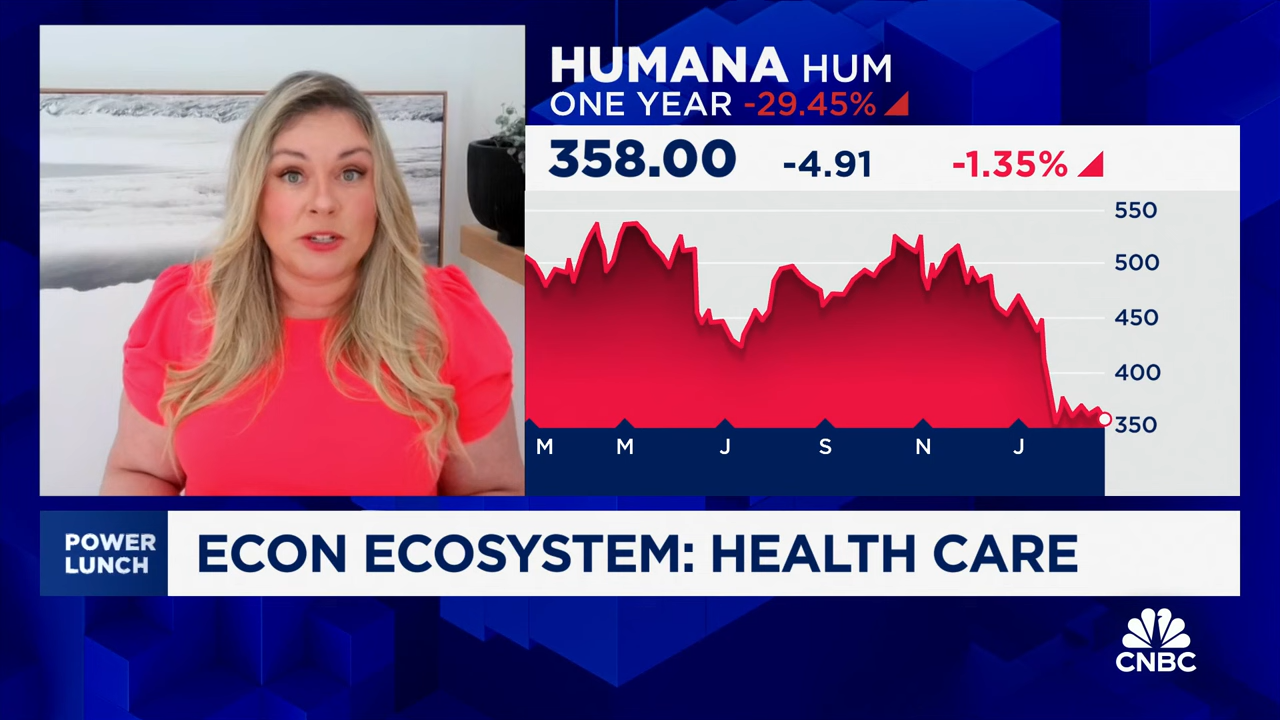 HUMANA HUM
ONE YEAR -29.45%
358.00 -4.91 -1.35%
550
500
450
400
350
M M J S N J
POWER
LUNCH
ECON ECOSYSTEM: HEALTH CARE
CNBC